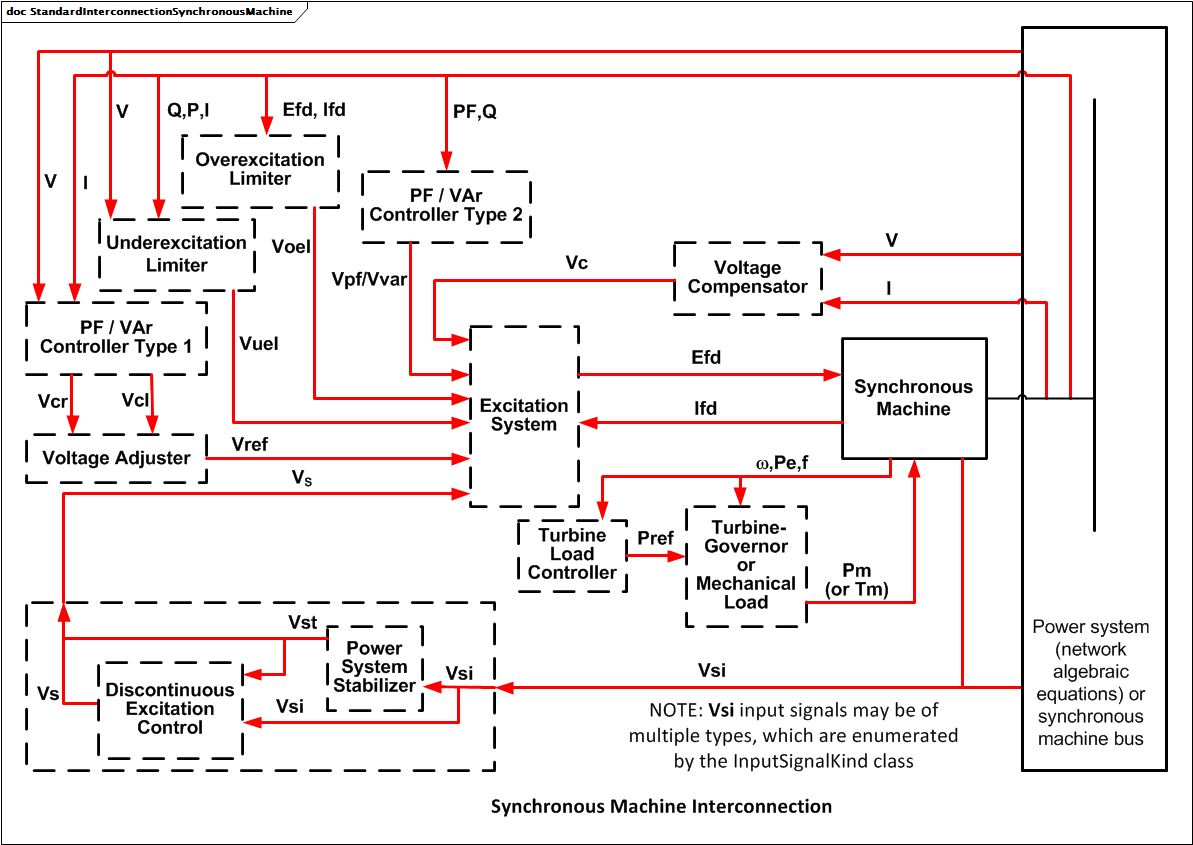 doc StandardInterconnectionSynchronousMachine
V
Q,P,I
Efd, Ifd
PF,Q
V
I
Overexcitation
Limiter
PF / VAr
Controller Type 2
Underexcitation
Limiter
Voel
Vpf/Vvar
Vc
Voltage
Compensator
V
I
PF / VAr
Controller Type 1
Vuel
Vcr
Vcl
Voltage Adjuster
Vref
Vs
Excitation
System
Efd
Ifd
Synchronous
Machine
ω,Pe,f
Turbine
Load
Controller
Pref
Turbine-
Governor
or
Mechanical
Load
Pm
(or Tm)
Vst
Power
System
Stabilizer
Vsi
Vsi
Vs
Discontinuous
Excitation
Control
Vsi
NOTE: Vsi input signals may be of
multiple types, which are enumerated
by the InputSignalKind class
Power system
(network
algebraic
equations) or
synchronous
machine bus
Synchronous Machine Interconnection